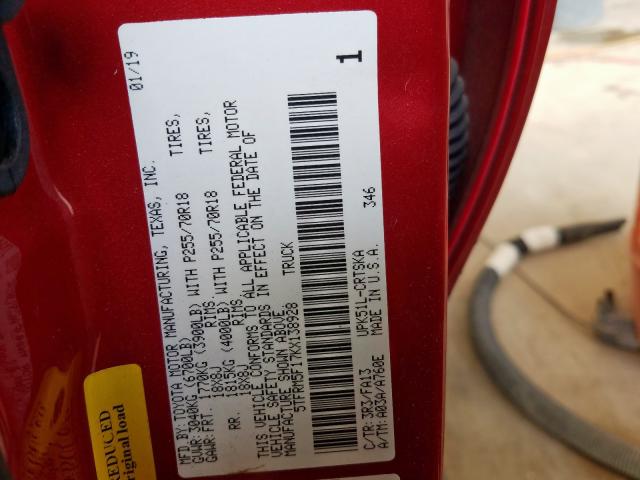 MFD.BY: TOYOTA MOTOR MANUFACTURING, TEXAS, INC. 01/19
GVWR: 3040KG (6700LB)
GAWR: FRT. 1770KG (3900LB) WITH P255/70R18 TIRES,
18X8J RIMS,
RR. 1815KG (4000LB) WITH P255/70R18 TIRES,
18X8J RIMS,
THIS VEHICLE CONFORMS TO ALL APPLICABLE FEDERAL MOTOR
VEHICLE SAFETY STANDARDS IN EFFECT ON THE DATE OF
MANUFACTURE SHOWN ABOVE.
5TFRM5F17KX138928 TRUCK 1
C/TR: 3R3/FA13 UPK51L-CRTSKA 346
A/TM: A03A/A760E MADE IN U.S.A.
REDUCED
original load